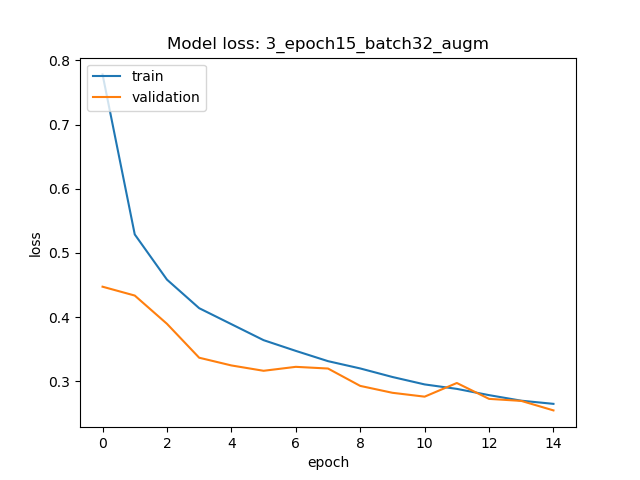 Model loss: 3_epoch15_batch32_augm
train
validation
0.8
0.7
0.6
0.5
0.4
0.3
loss
0 2 4 6 8 10 12 14
epoch